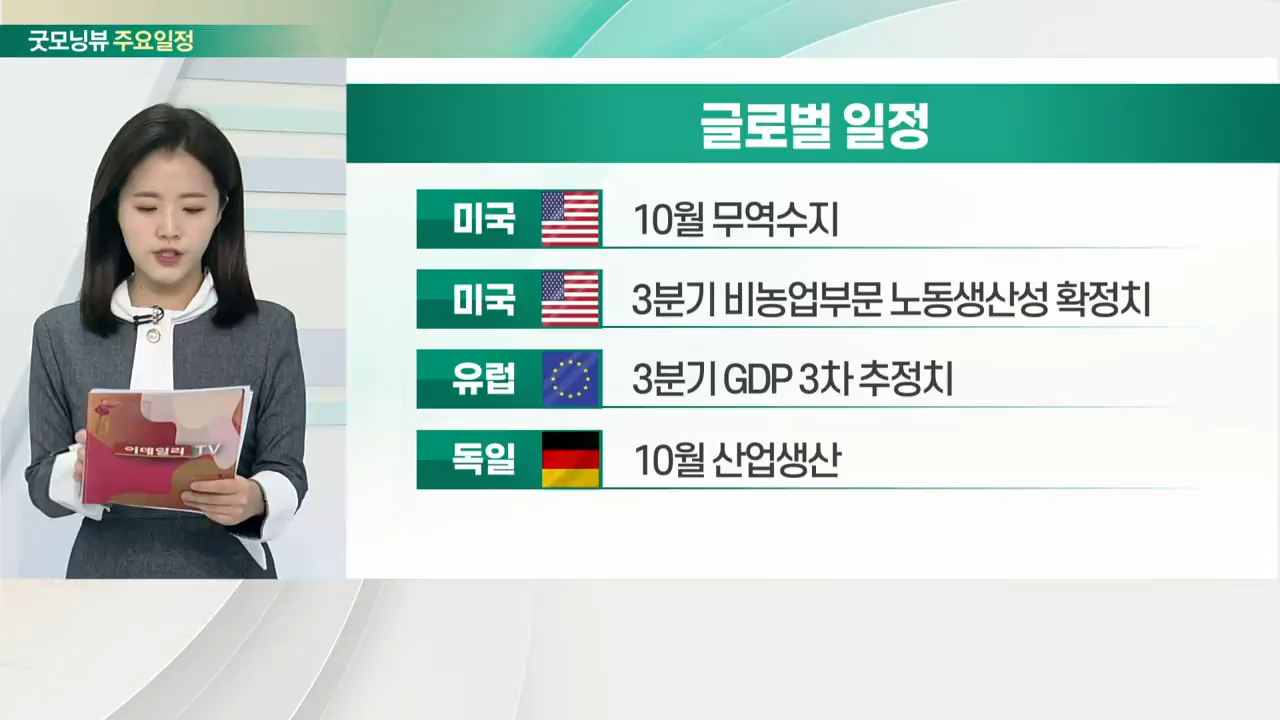 굿모닝뷰 주요일정
글로벌 일정
미국 10월 무역수지
미국 3분기 비농업부문 노동생산성 확정치
유럽 3분기 GDP 3차 추정치
독일 10월 산업생산
이데일리 TV